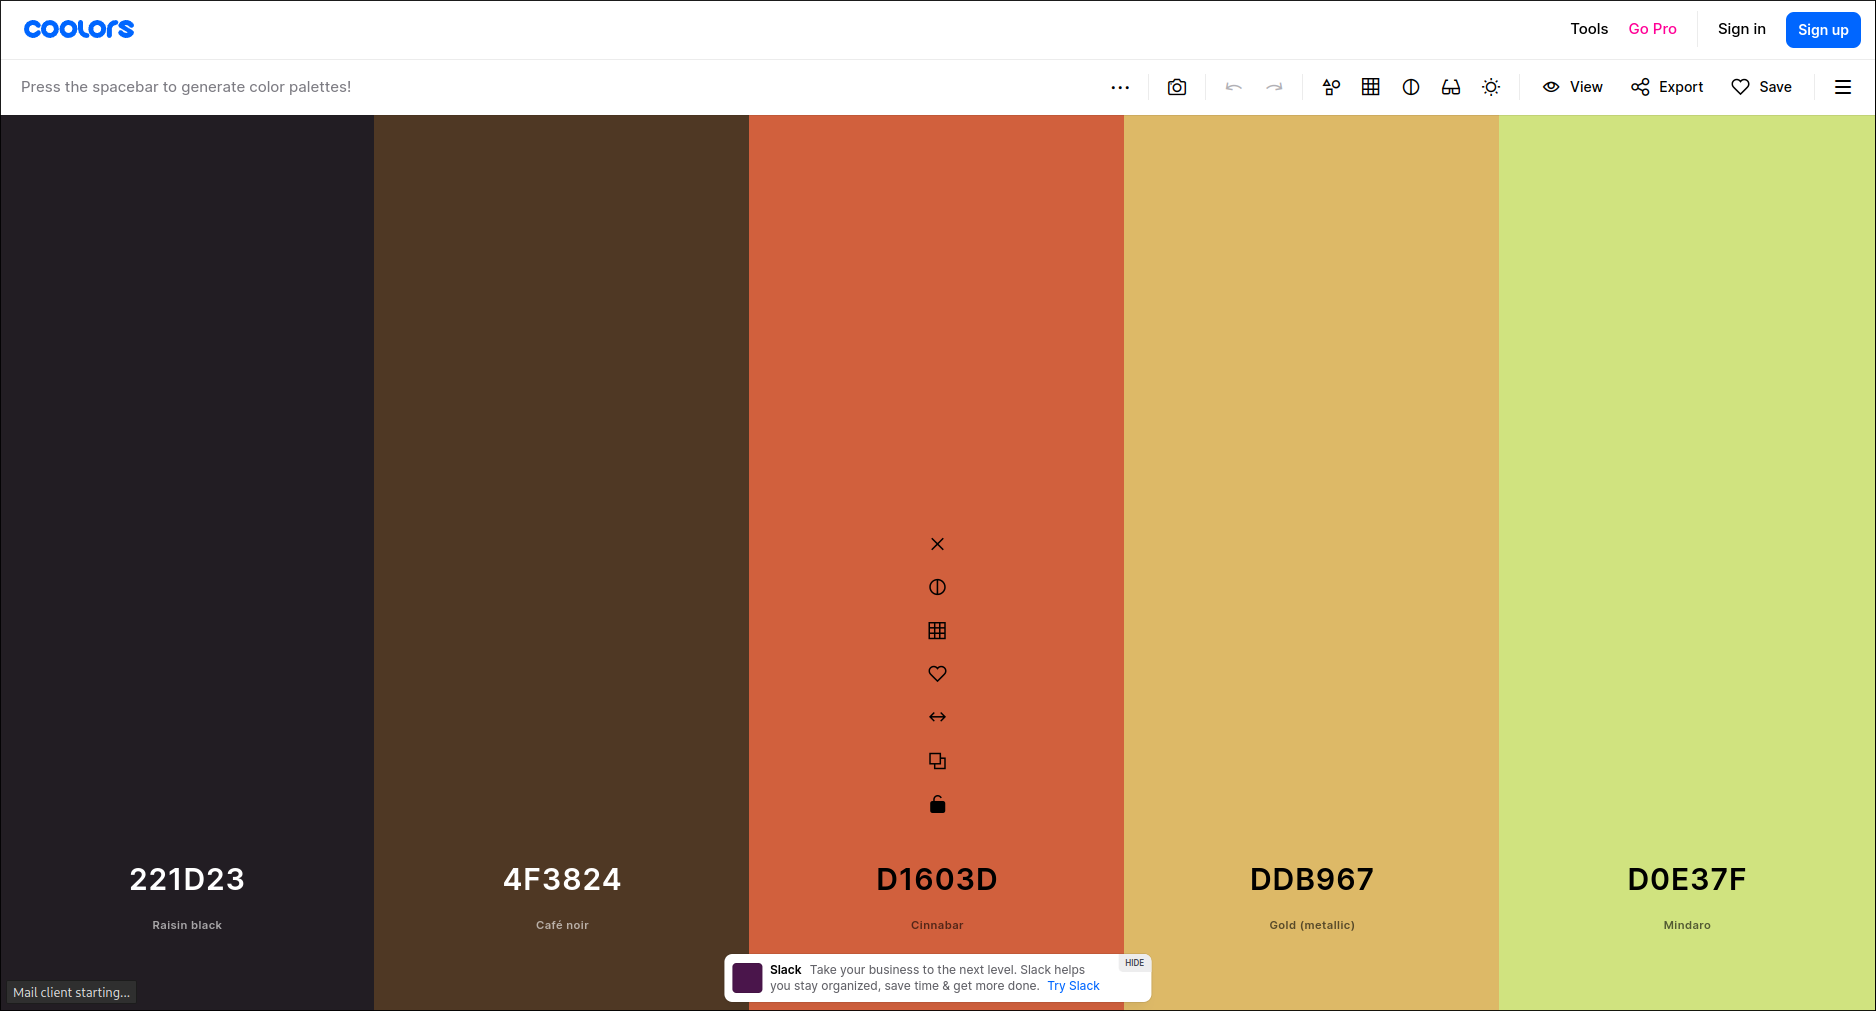 coolors
Tools Go Pro Sign in Sign up
Press the spacebar to generate color palettes!
View Export Save
221D23 4F3824 D1603D DDB967 D0E37F
Raisin black Café noir Cinnabar Gold (metallic) Mindaro
Slack Take your business to the next level. Slack helps HIDE
you stay organized, save time & get more done. Try Slack
Mail client starting...